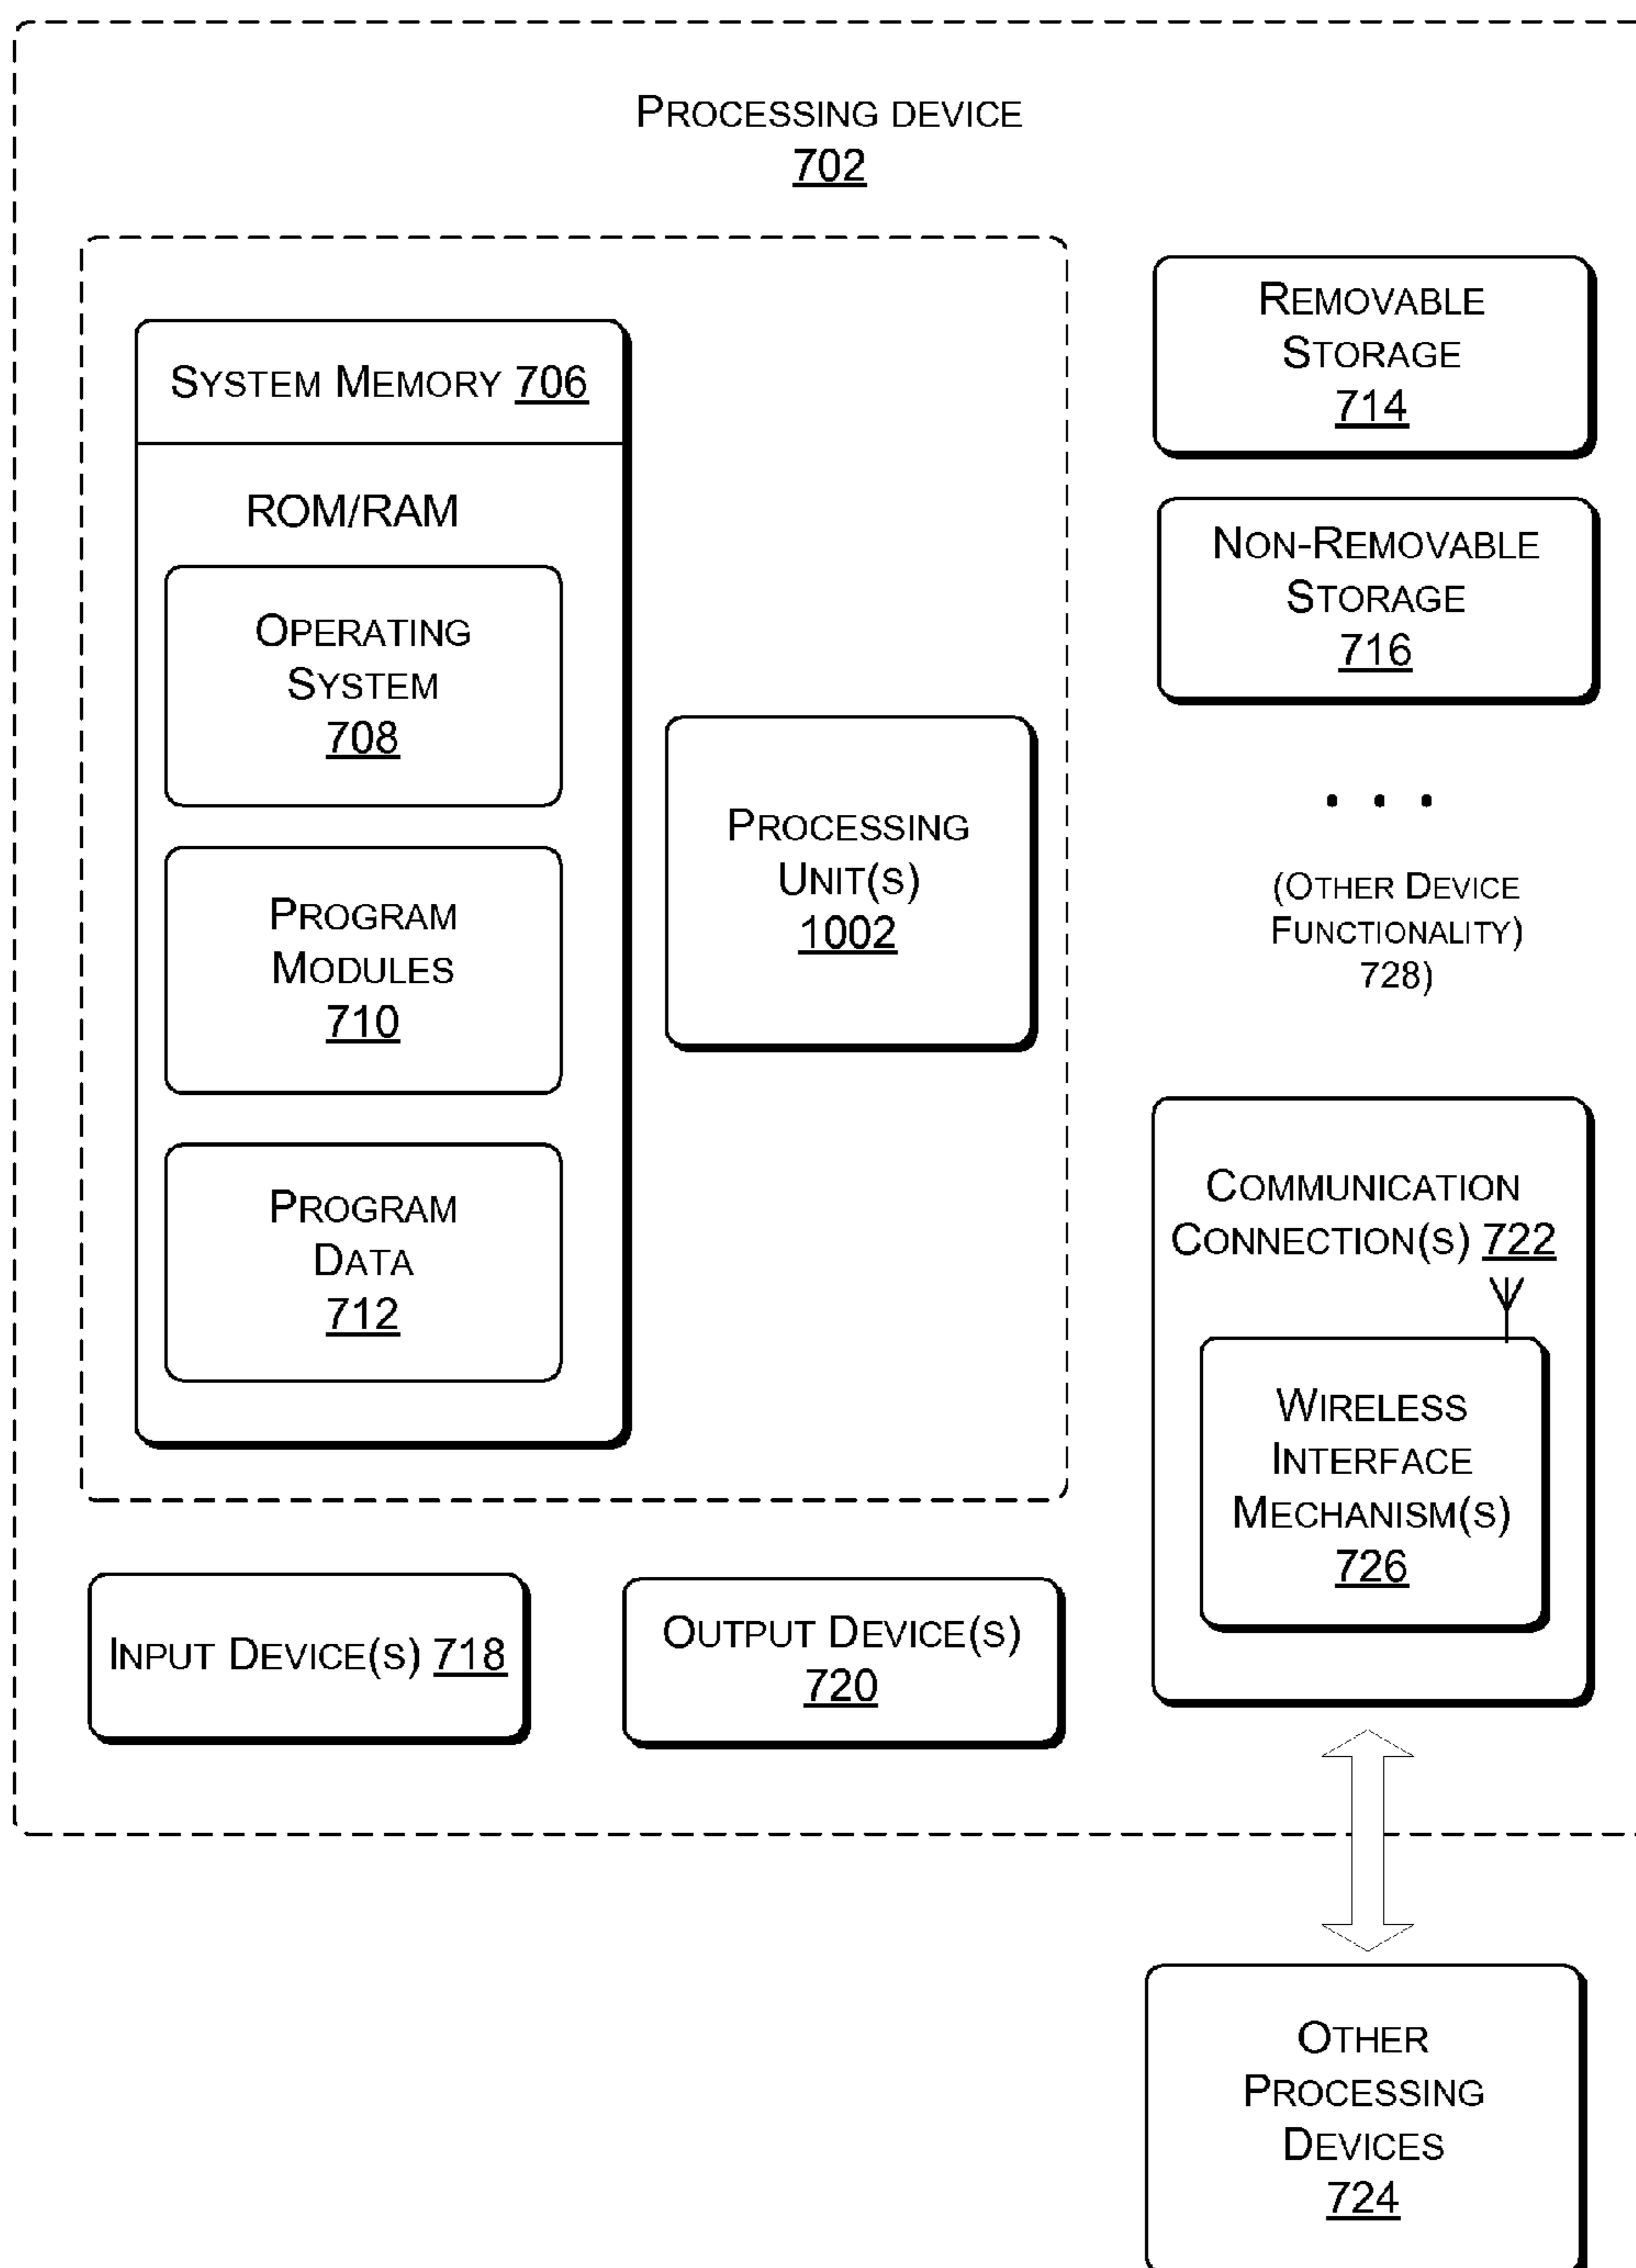 PROCESSING DEVICE
702
SYSTEM MEMORY 706
ROM/RAM
OPERATING
SYSTEM
708
PROGRAM
MODULES
710
PROGRAM
DATA
712
PROCESSING
UNIT(S)
1002
REMOVABLE
STORAGE
714
NON-REMOVABLE
STORAGE
716
. . .
(OTHER DEVICE
FUNCTIONALITY)
728)
COMMUNICATION
CONNECTION(S) 722
WIRELESS
INTERFACE
MECHANISM(S)
726
INPUT DEVICE(S) 718
OUTPUT DEVICE(S)
720
OTHER
PROCESSING
DEVICES
724